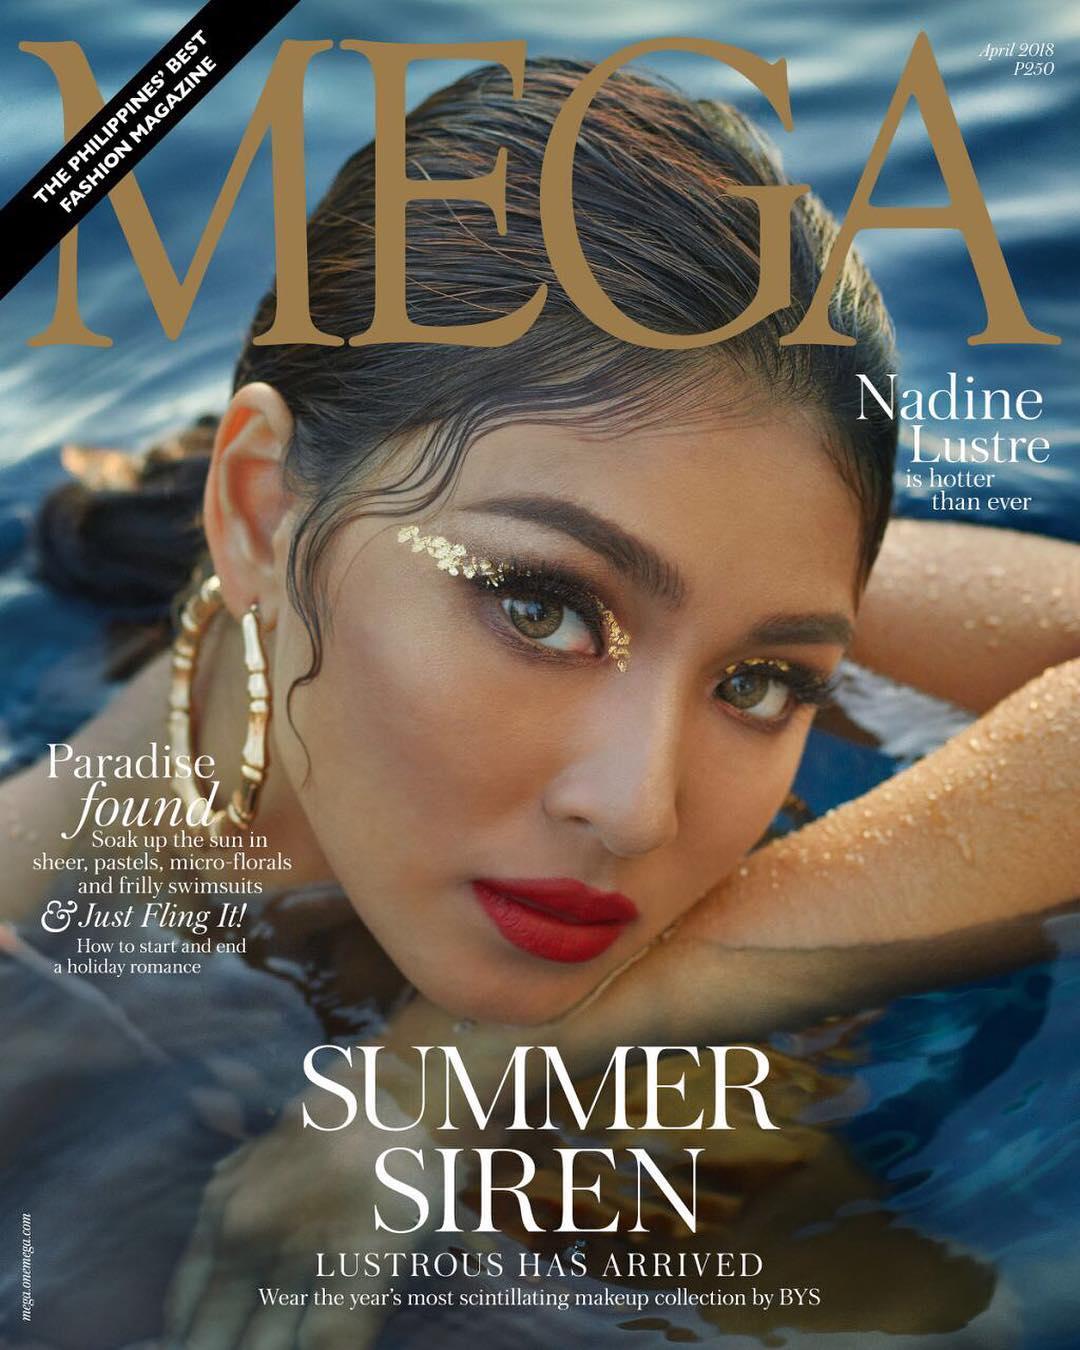 THE PHILIPPINES' BEST
FASHION MAGAZINE
MEGA
April 2018
P250
Nadine
Lustre
is hotter
than ever
Paradise
found
Soak up the sun in
sheer, pastels, micro-florals
and frilly swimsuits
& Just Fling It!
How to start and end
a holiday romance
SUMMER
SIREN
LUSTROUS HAS ARRIVED
Wear the year's most scintillating makeup collection by BYS
mega.onemega.com